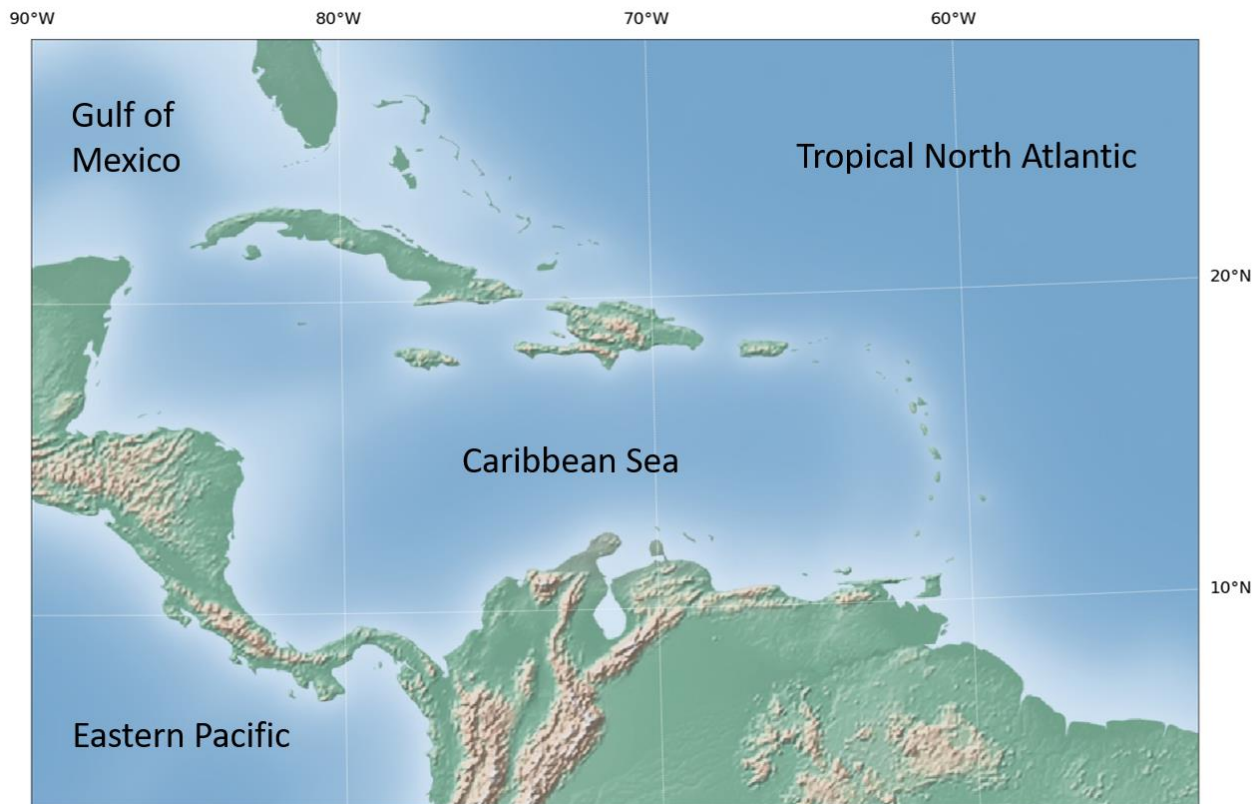 90°W 80°W 70°W 60°W
Gulf of
Mexico
Tropical North Atlantic
20°N
Caribbean Sea
10°N
Eastern Pacific